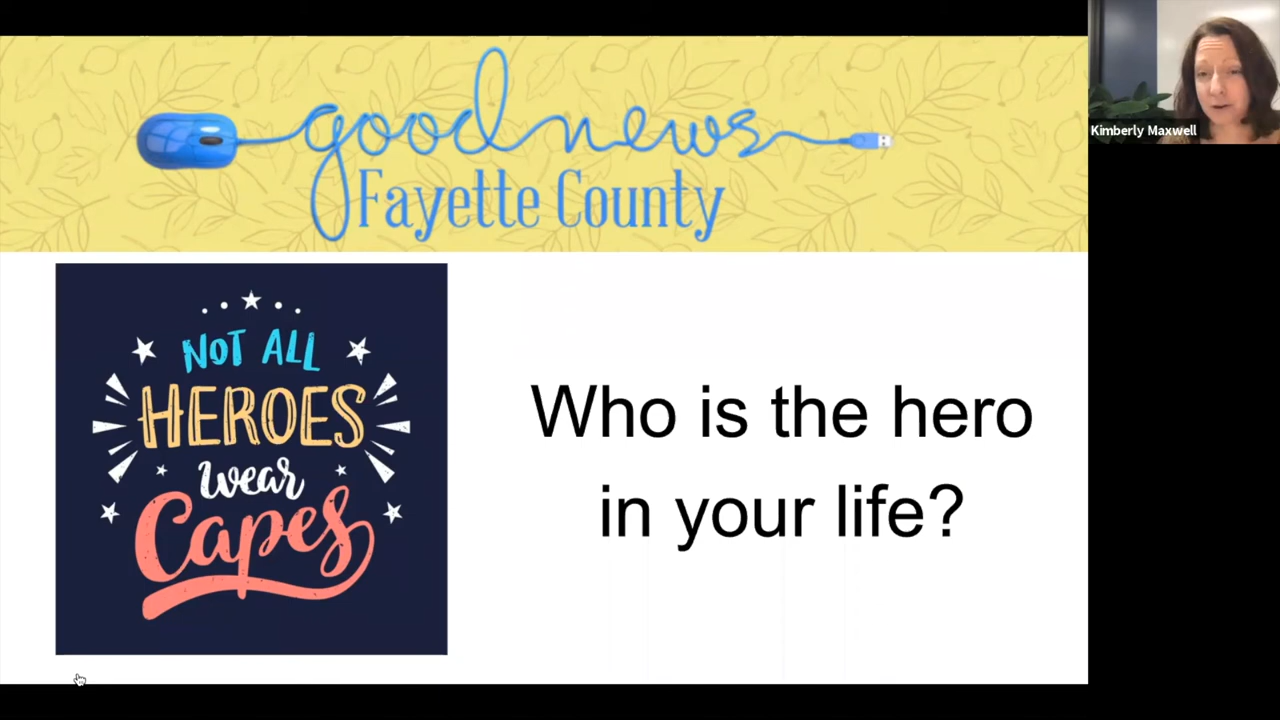 good news
Fayette County
NOT ALL
HEROES
wear
Capes
Who is the hero
in your life?
Kimberly Maxwell